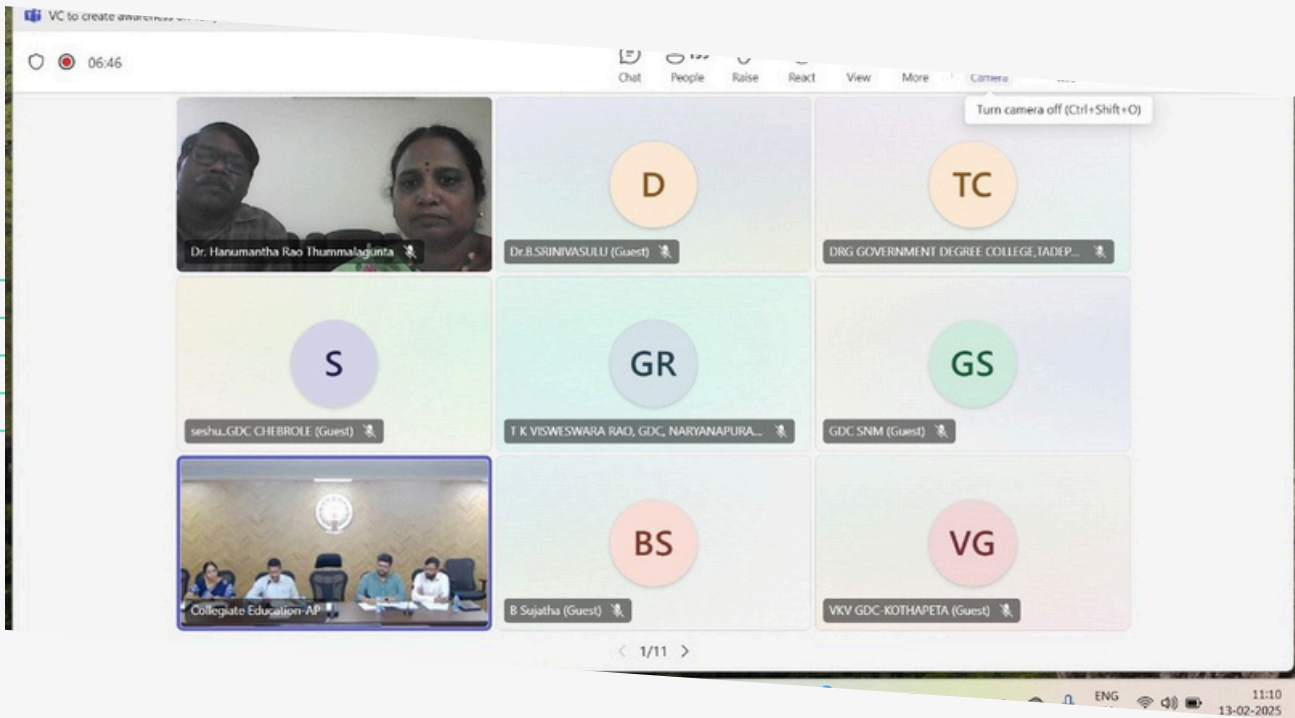 VC to create awareness on
06:46
Chat People Raise React View More Camera
Turn camera off (Ctrl+Shift+O)
Dr. Hanumantha Rao Thummalagunta
D
Dr.B.SRINIVASULU (Guest)
TC
DRG GOVERNMENT DEGREE COLLEGE,TADEP...
S
seshu..GDC CHEBROLE (Guest)
GR
T K VISWESWARA RAO, GDC, NARYANAPURA...
GS
GDC SNM (Guest)
Collegiate Education-AP
BS
B Sujatha (Guest)
VG
VKV GDC-KOTHAPETA (Guest)
1/11
ENG
11:10
13-02-2025